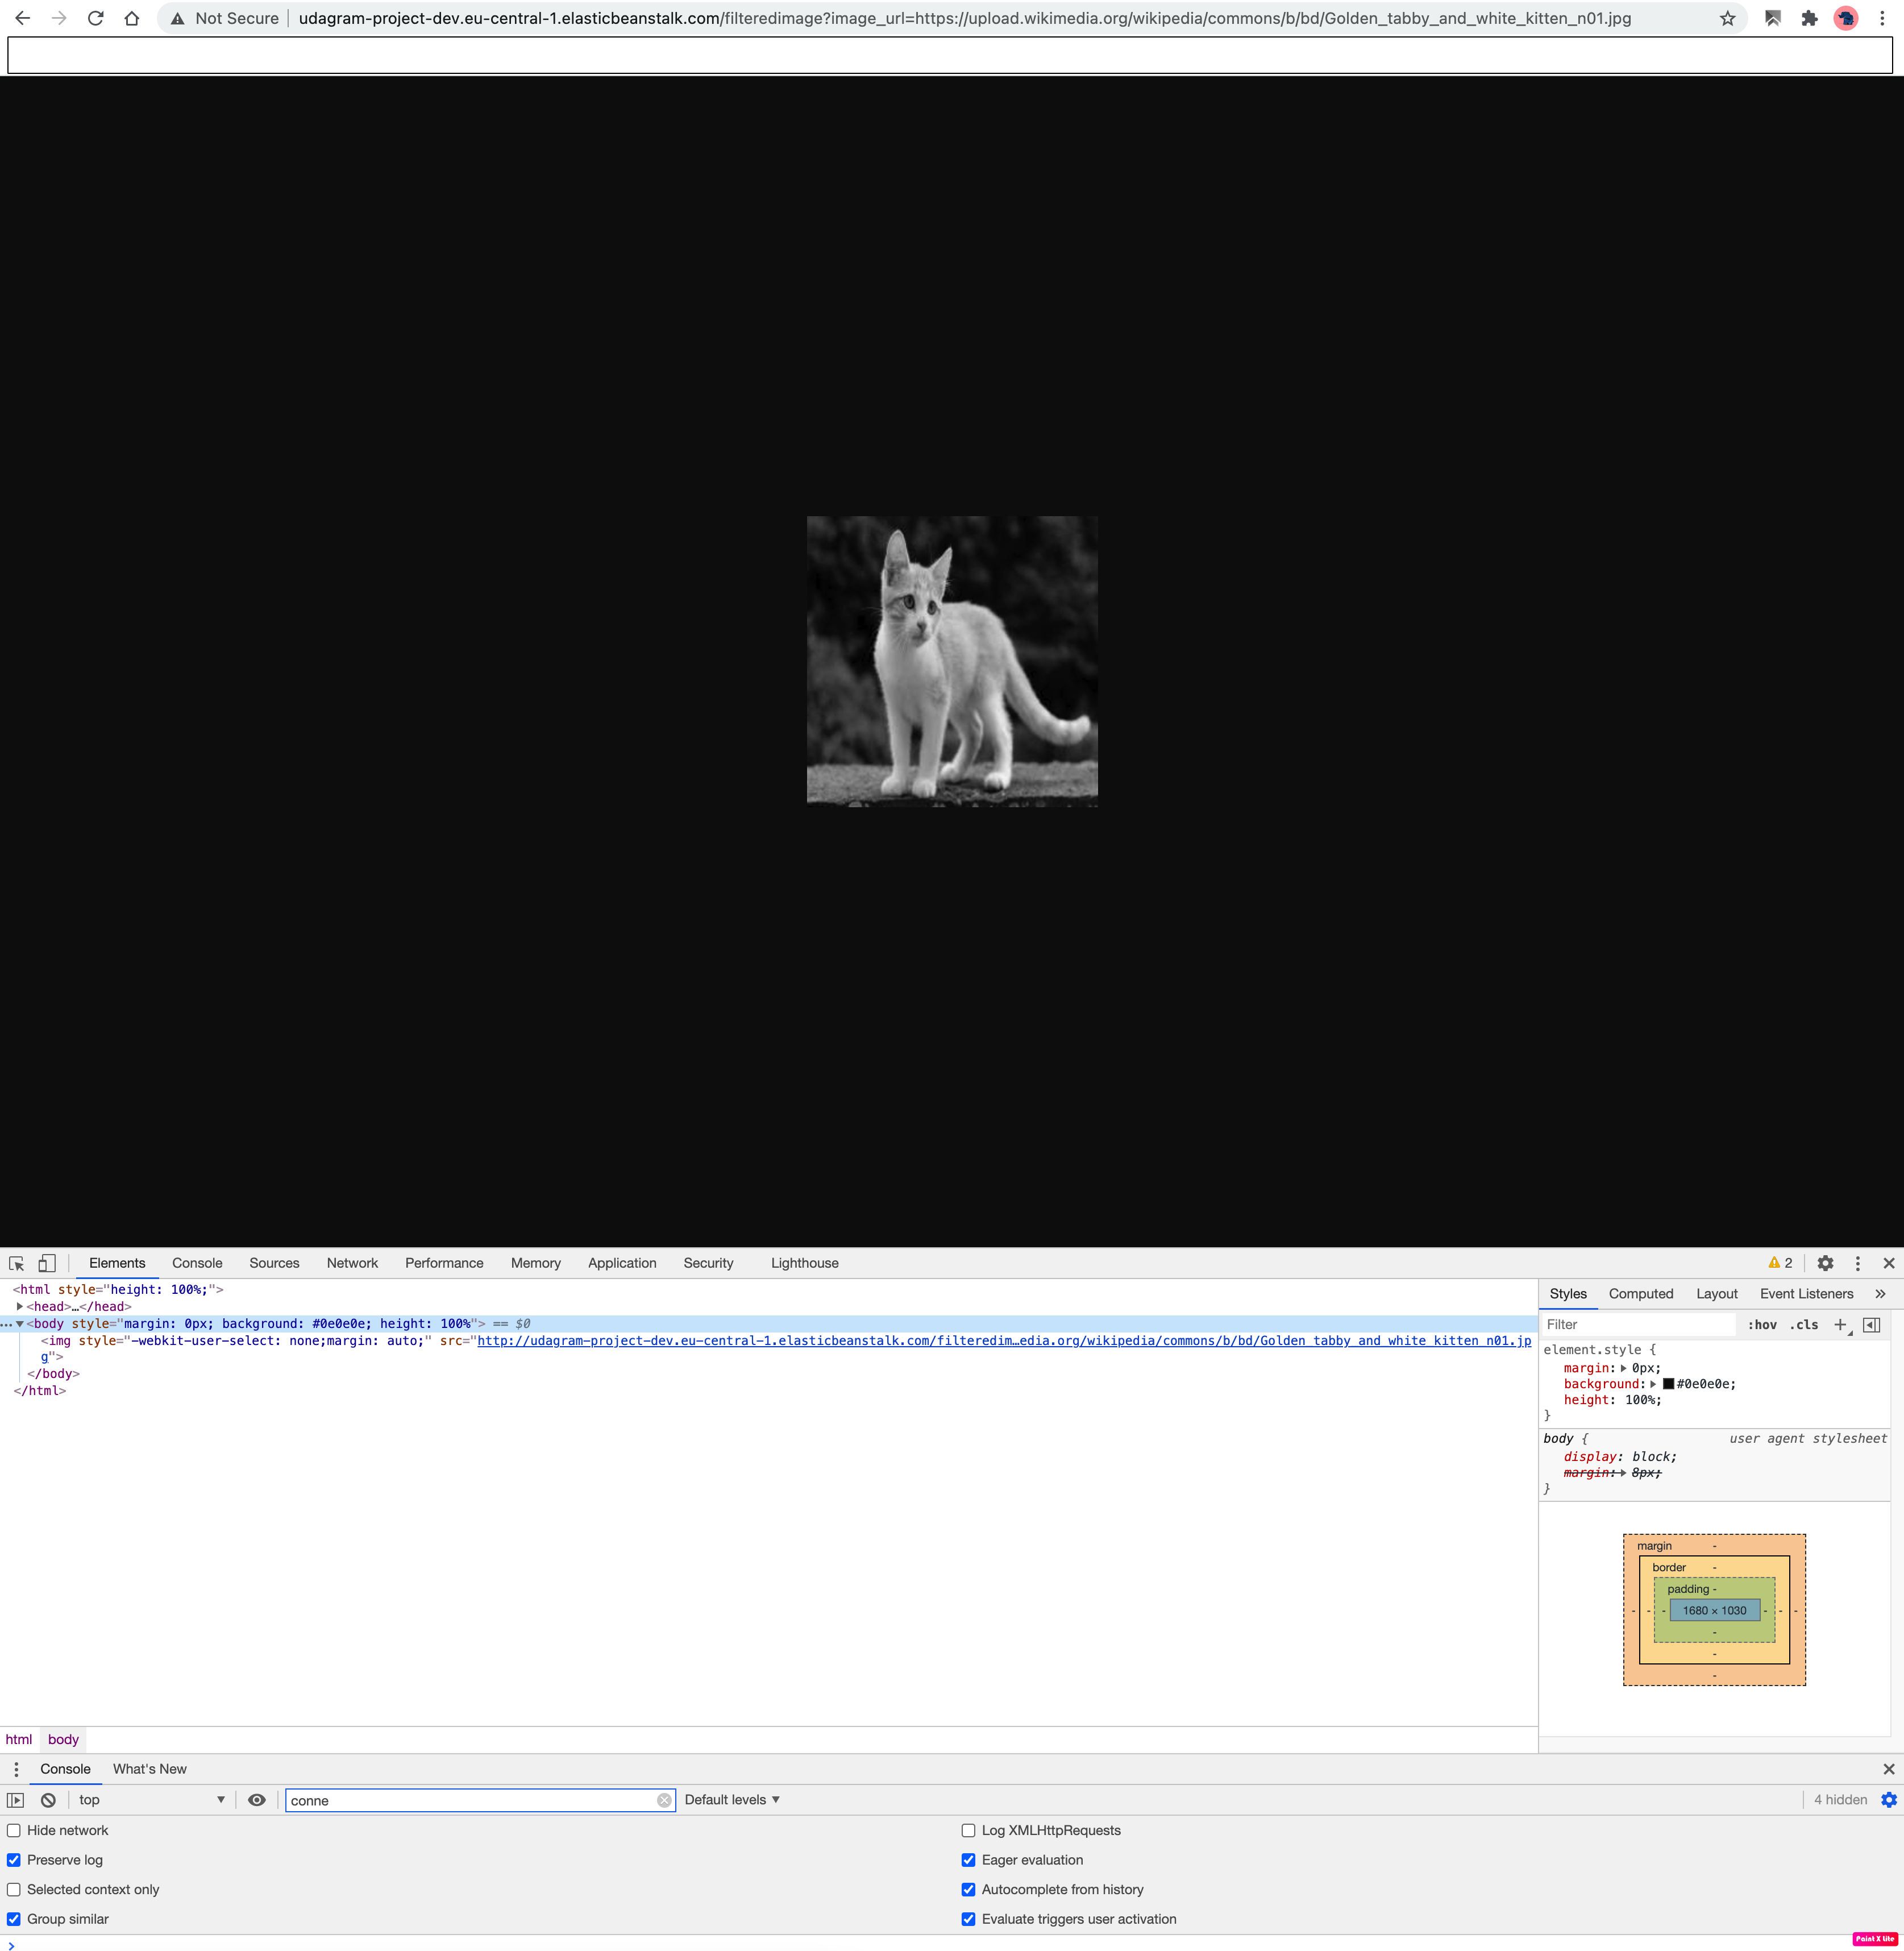 Not Secure udagram-project-dev.eu-central-1.elasticbeanstalk.com/filteredimage?image_url=https://upload.wikimedia.org/wikipedia/commons/b/bd/Golden_tabby_and_white_kitten_n01.jpg
Elements Console Sources Network Performance Memory Application Security Lighthouse 2
<html style="height: 100%;">
<head>…</head>
<body style="margin: 0px; background: #0e0e0e; height: 100%"> == $0
<img style="-webkit-user-select: none;margin: auto;" src="http://udagram-project-dev.eu-central-1.elasticbeanstalk.com/filteredim…edia.org/wikipedia/commons/b/bd/Golden_tabby_and_white_kitten_n01.jp
g">
</body>
</html>
Styles Computed Layout Event Listeners »
Filter :hov .cls +
element.style {
margin: 0px;
background: #0e0e0e;
height: 100%;
}
body { user agent stylesheet
display: block;
margin: 8px;
}
margin -
border -
padding -
- - - 1680 × 1030 - - -
-
-
-
html body
Console What's New
top conne Default levels 4 hidden
Hide network Log XMLHttpRequests
Preserve log Eager evaluation
Selected context only Autocomplete from history
Group similar Evaluate triggers user activation
Paint X lite